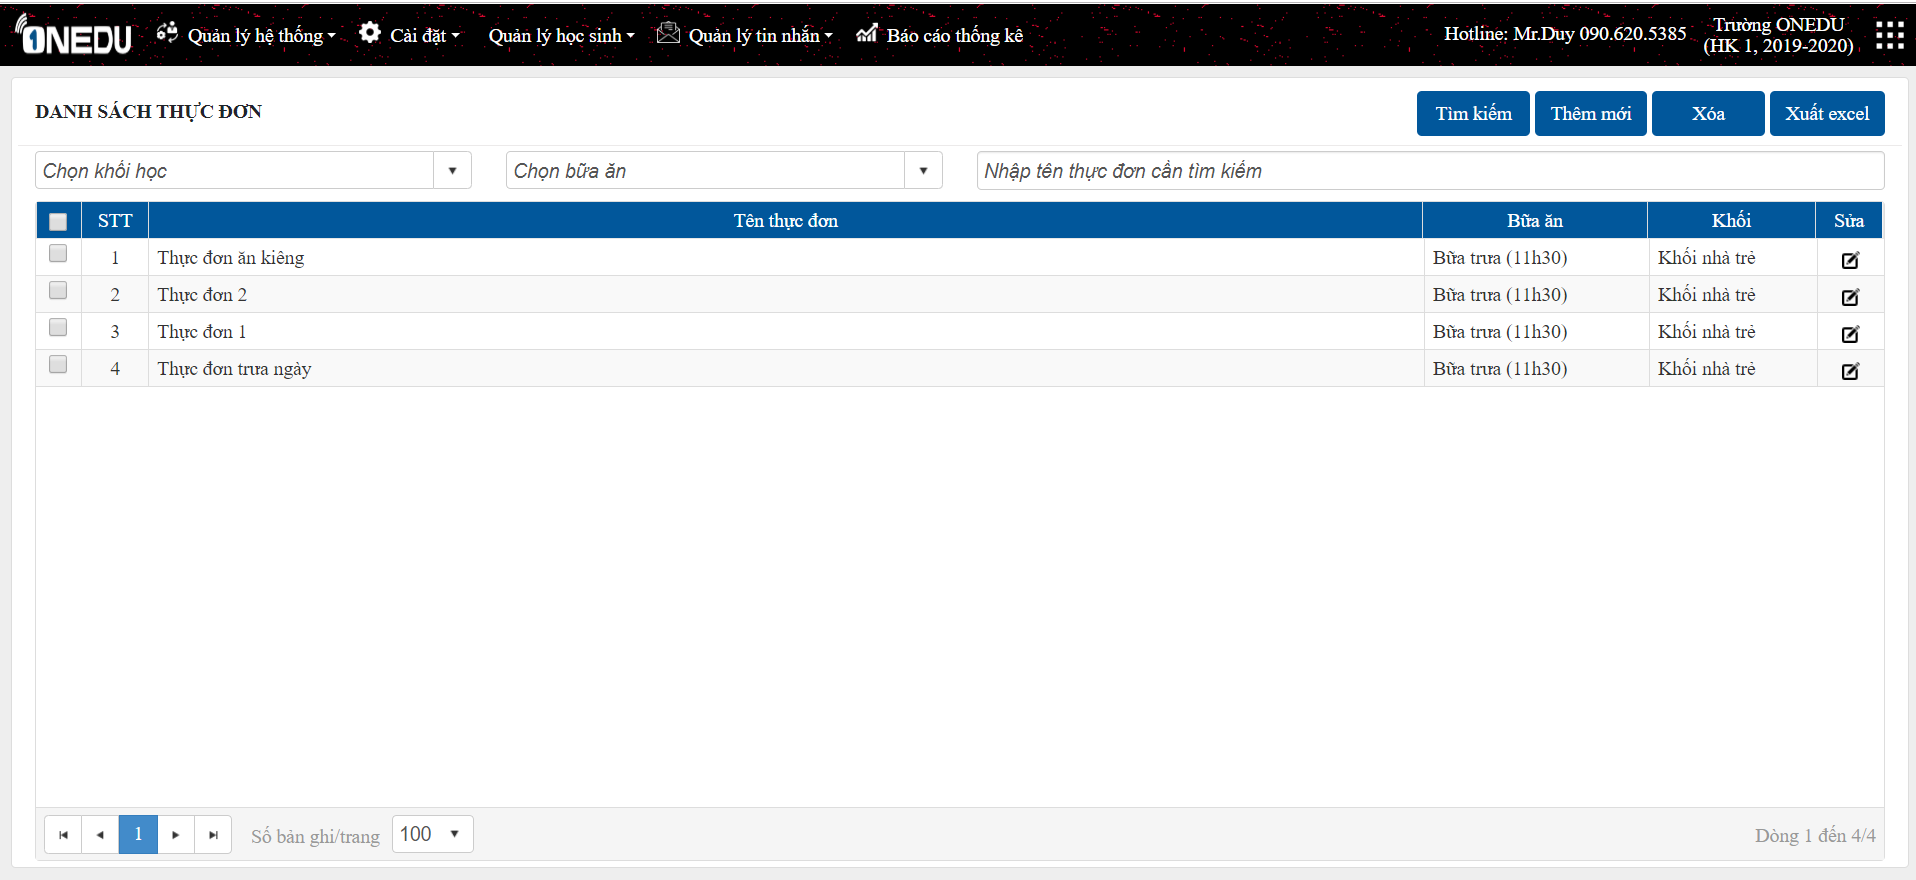 ONEDU Quản lý hệ thống Cài đặt Quản lý học sinh Quản lý tin nhắn Báo cáo thống kê Hotline: Mr.Duy 090.620.5385 Trường ONEDU
(HK 1, 2019-2020)
DANH SÁCH THỰC ĐƠN Tìm kiếm Thêm mới Xóa Xuất excel
Chọn khối học Chọn bữa ăn Nhập tên thực đơn cần tìm kiếm
STT Tên thực đơn Bữa ăn Khối Sửa
1 Thực đơn ăn kiêng Bữa trưa (11h30) Khối nhà trẻ
2 Thực đơn 2 Bữa trưa (11h30) Khối nhà trẻ
3 Thực đơn 1 Bữa trưa (11h30) Khối nhà trẻ
4 Thực đơn trưa ngày Bữa trưa (11h30) Khối nhà trẻ
1 Số bản ghi/trang 100 Dòng 1 đến 4/4